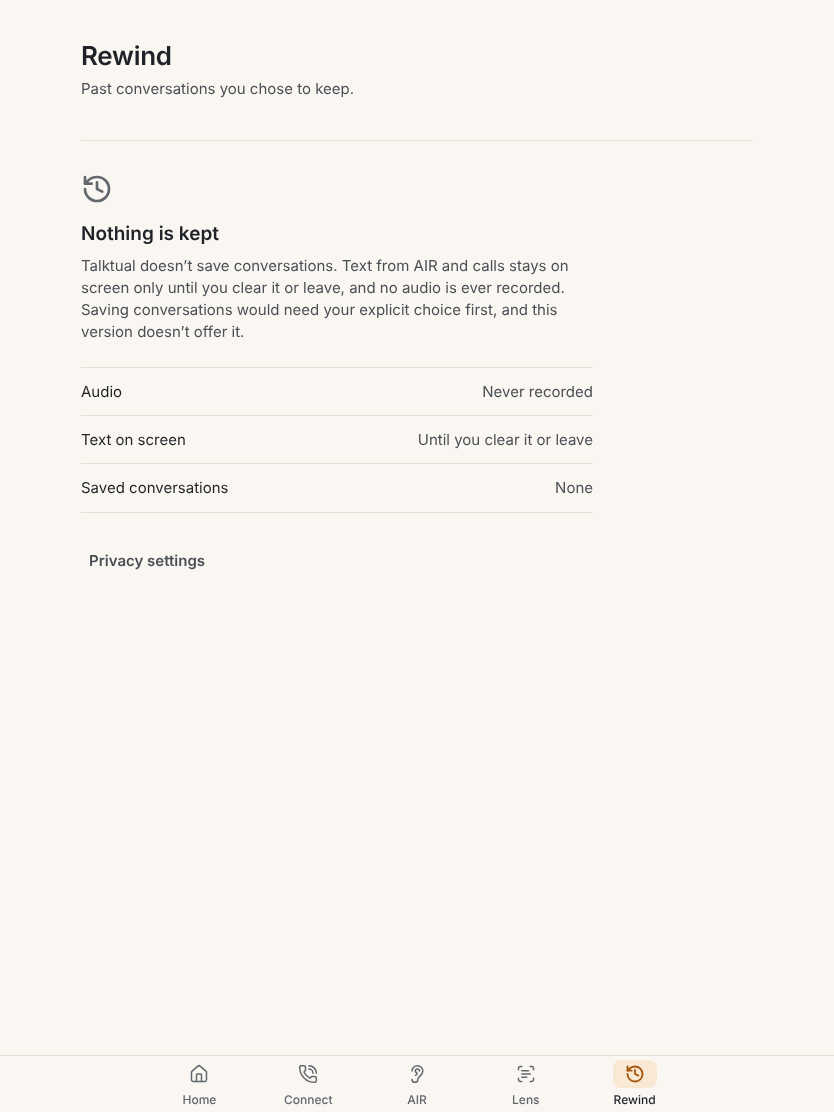 Rewind
Past conversations you chose to keep.
Nothing is kept
Talktual doesn’t save conversations. Text from AIR and calls stays on
screen only until you clear it or leave, and no audio is ever recorded.
Saving conversations would need your explicit choice first, and this
version doesn’t offer it.
Audio Never recorded
Text on screen Until you clear it or leave
Saved conversations None
Privacy settings
Home Connect AIR Lens Rewind